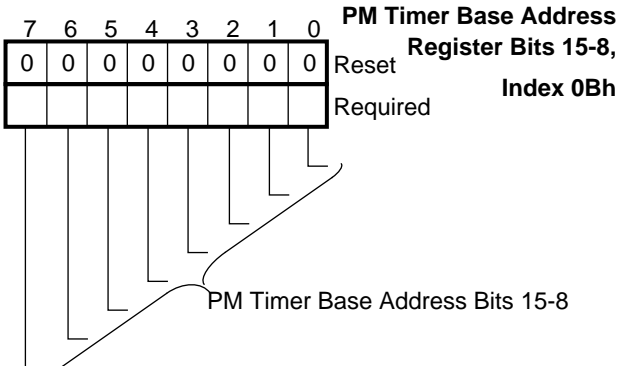 PM Timer Base Address
Register Bits 15-8,
Index 0Bh
7 6 5 4 3 2 1 0
0 0 0 0 0 0 0 0 Reset
Required
PM Timer Base Address Bits 15-8